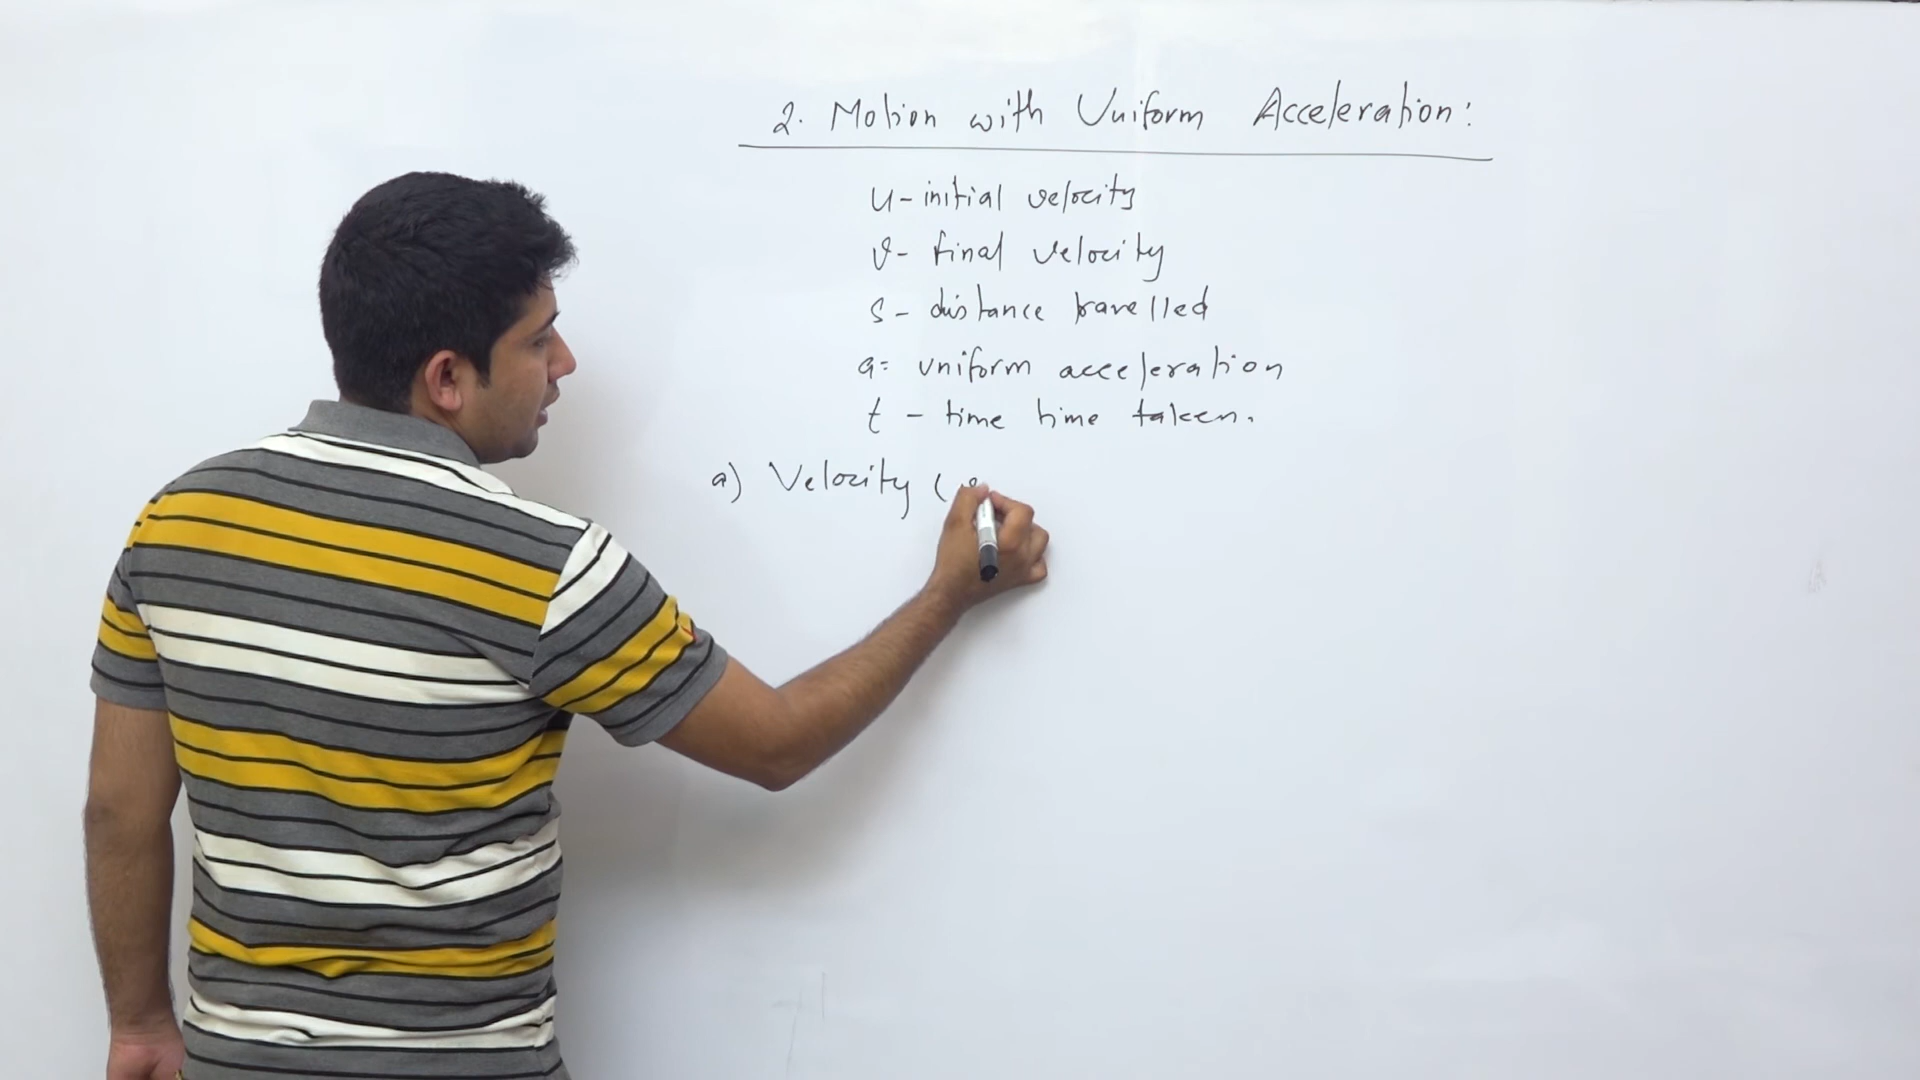 2. Motion with Uniform Acceleration:
u - initial velocity
v - final velocity
s - distance travelled
a = uniform acceleration
t - time time taken.
a) Velocity (v